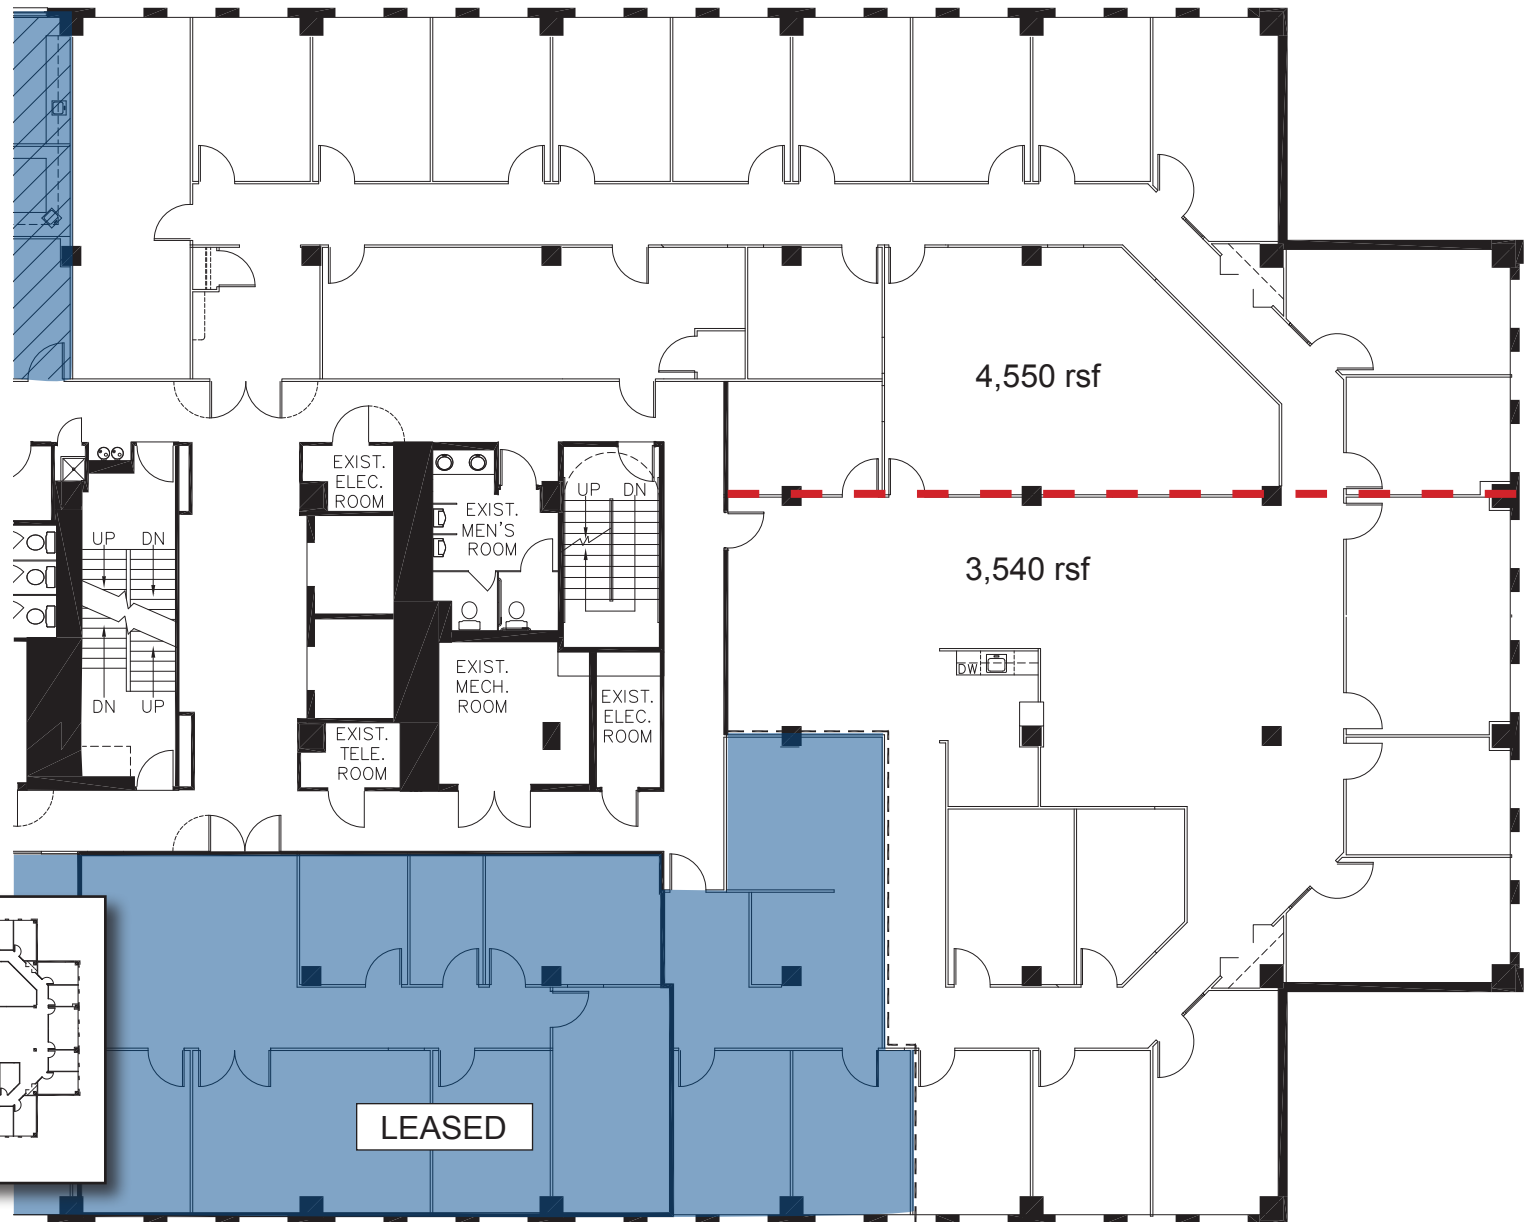 4,550 rsf
EXIST.
ELEC.
ROOM
UP DN
EXIST.
MEN'S
ROOM
UP DN
3,540 rsf
DW
EXIST.
MECH.
ROOM
EXIST.
ELEC.
ROOM
DN UP
EXIST.
TELE.
ROOM
LEASED